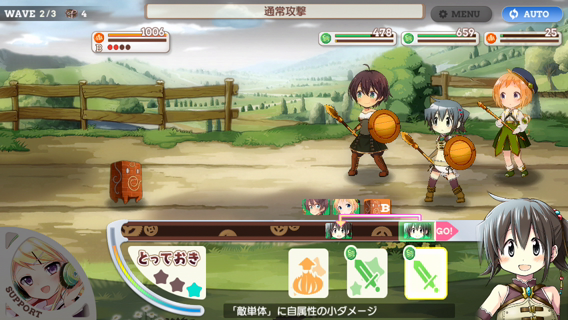 WAVE 2/3 4
通常攻撃
MENU
AUTO
1006
B
478
659
25
B
GO!
とっておき
SUPPORT
「敵単体」に自属性の小ダメージ